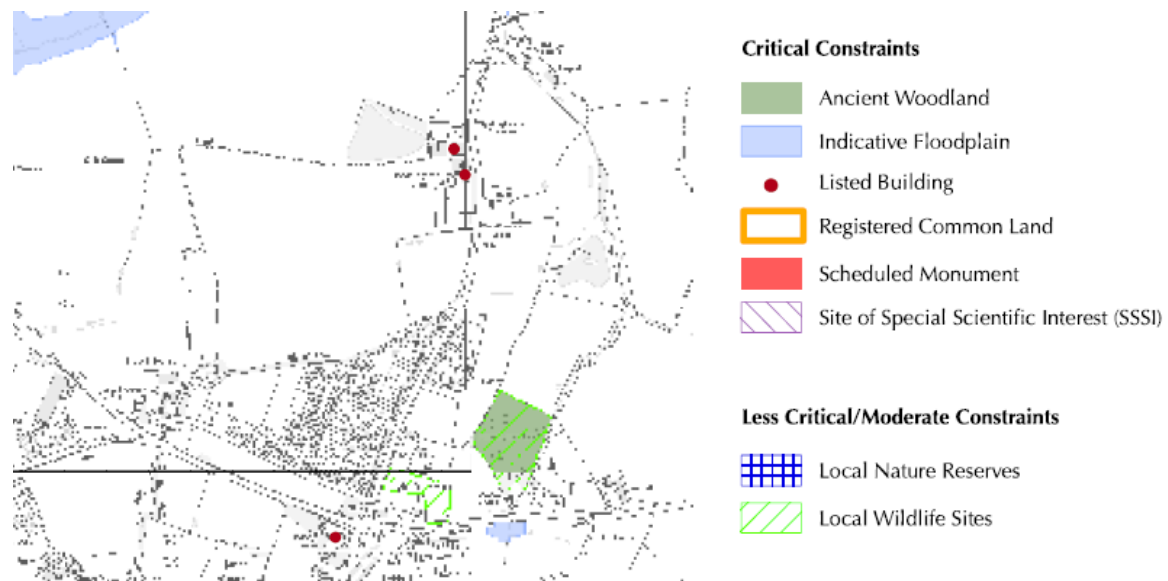 Critical Constraints
Ancient Woodland
Indicative Floodplain
Listed Building
Registered Common Land
Scheduled Monument
Site of Special Scientific Interest (SSSI)
Less Critical/Moderate Constraints
Local Nature Reserves
Local Wildlife Sites